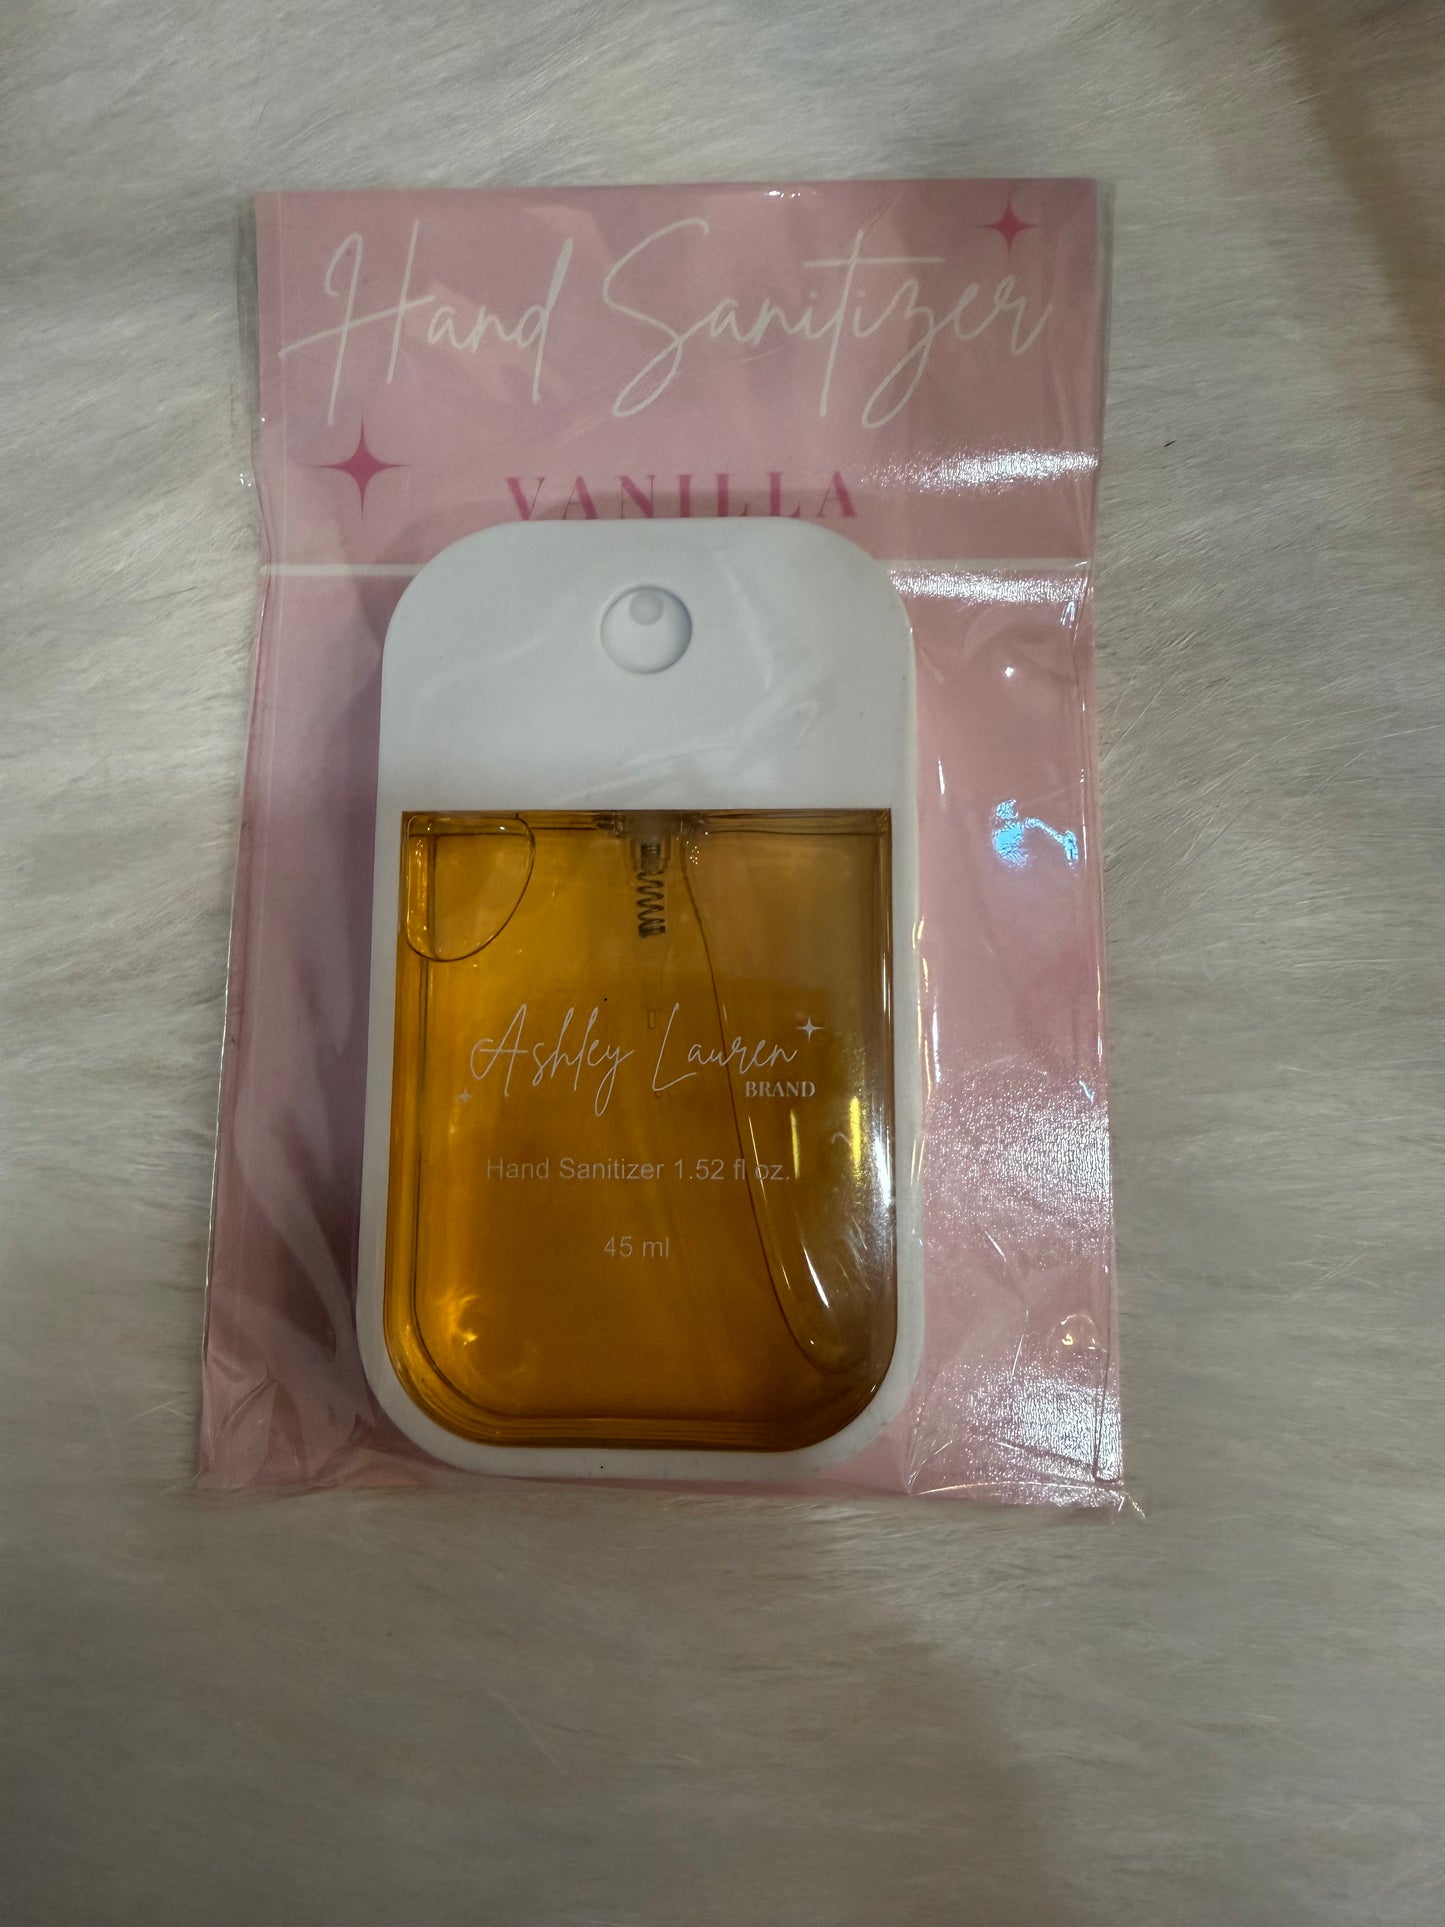 Hand Sanitizer
VANILLA
Ashley Lauren
BRAND
Hand Sanitizer 1.52 fl oz.
45 ml